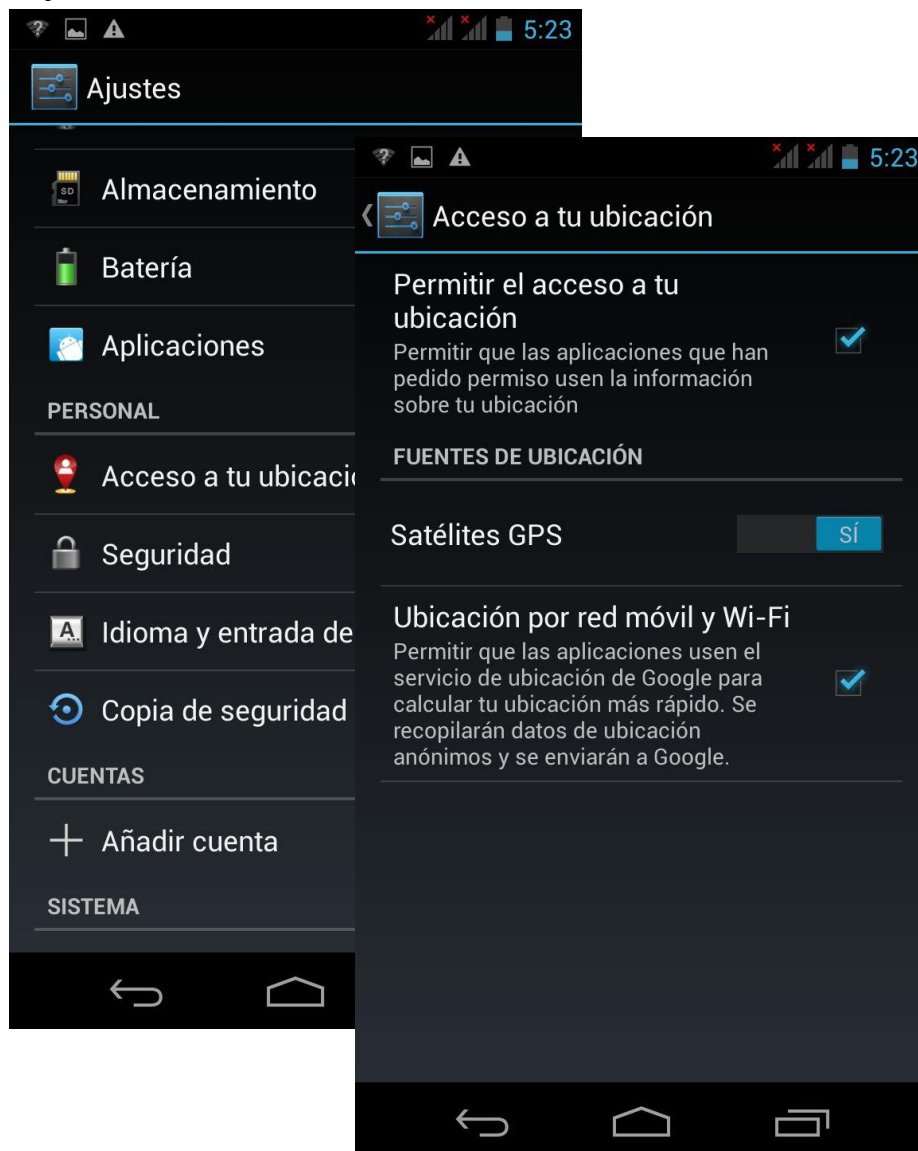 5:23
Ajustes
Almacenamiento
Batería
Aplicaciones
PERSONAL
Acceso a tu ubicació
Seguridad
Idioma y entrada de
Copia de seguridad
CUENTAS
Añadir cuenta
SISTEMA
5:23
Acceso a tu ubicación
Permitir el acceso a tu
ubicación
Permitir que las aplicaciones que han
pedido permiso usen la información
sobre tu ubicación
FUENTES DE UBICACIÓN
Satélites GPS
SÍ
Ubicación por red móvil y Wi-Fi
Permitir que las aplicaciones usen el
servicio de ubicación de Google para
calcular tu ubicación más rápido. Se
recopilarán datos de ubicación
anónimos y se enviarán a Google.